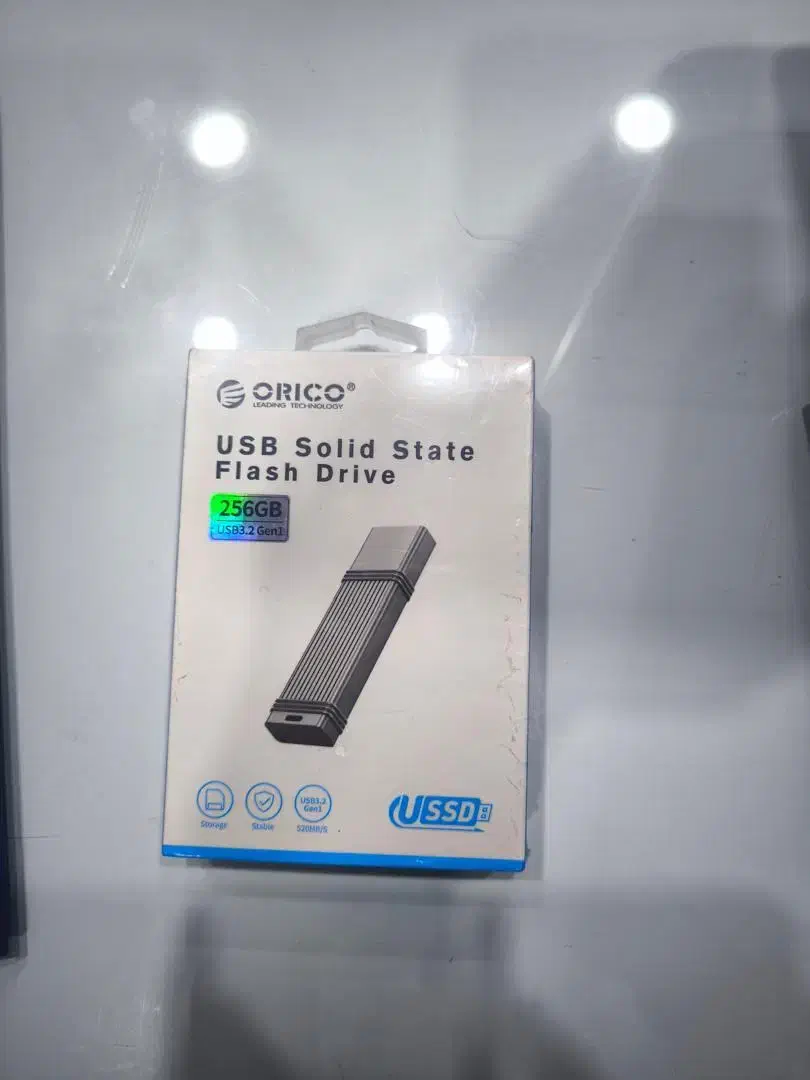 ORICO®
LEADING TECHNOLOGY
USB Solid State
Flash Drive
256GB
USB3.2 Gen1
Storage
Stable
USB3.2
Gen1
520MB/S
USSD